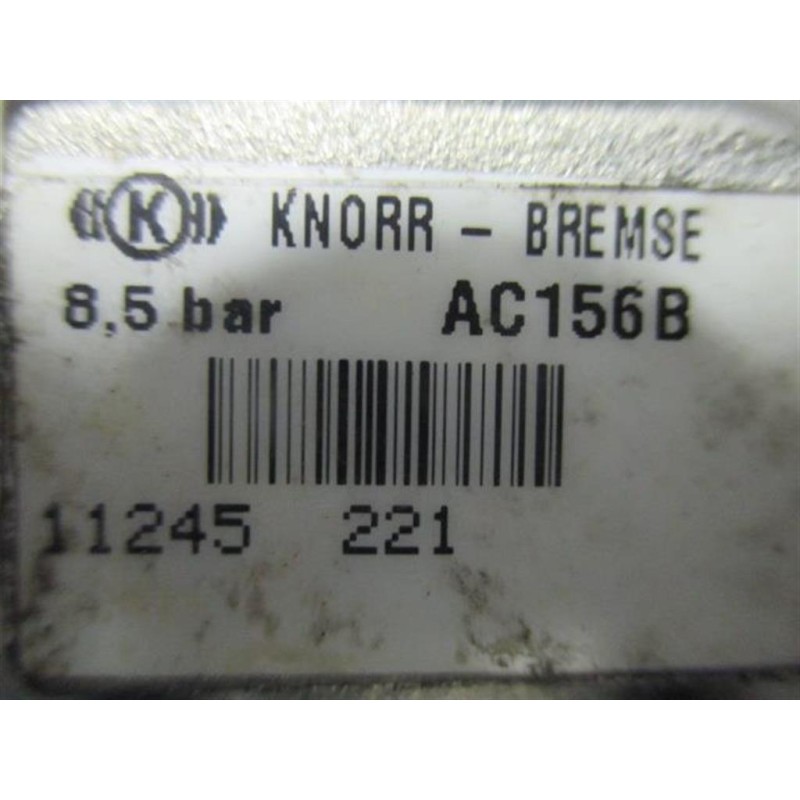 K KNORR - BREMSE
8,5 bar AC156B
11245 221